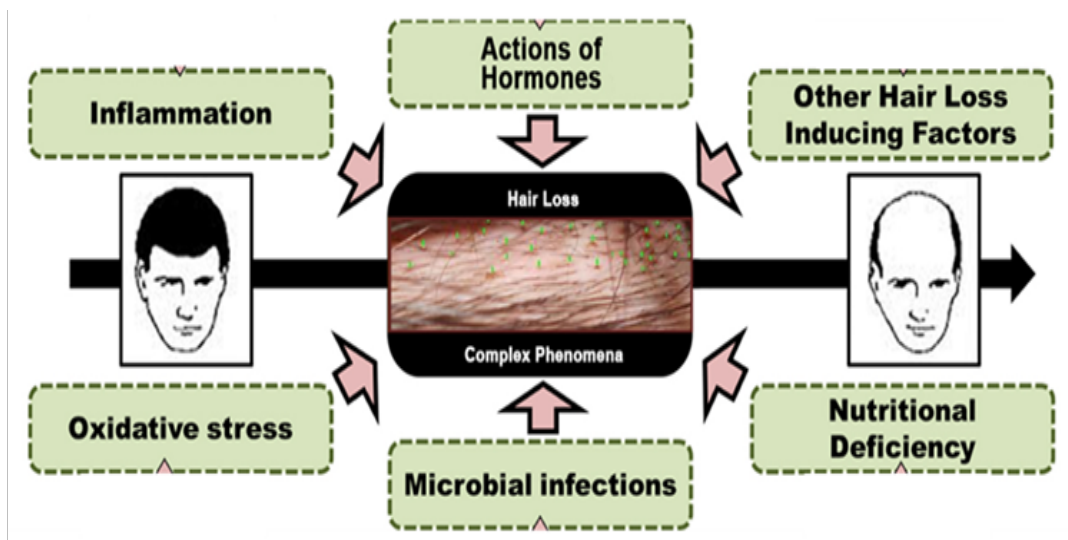 Actions of
Hormones
Inflammation
Other Hair Loss
Inducing Factors
Hair Loss
Complex Phenomena
Oxidative stress
Microbial infections
Nutritional
Deficiency